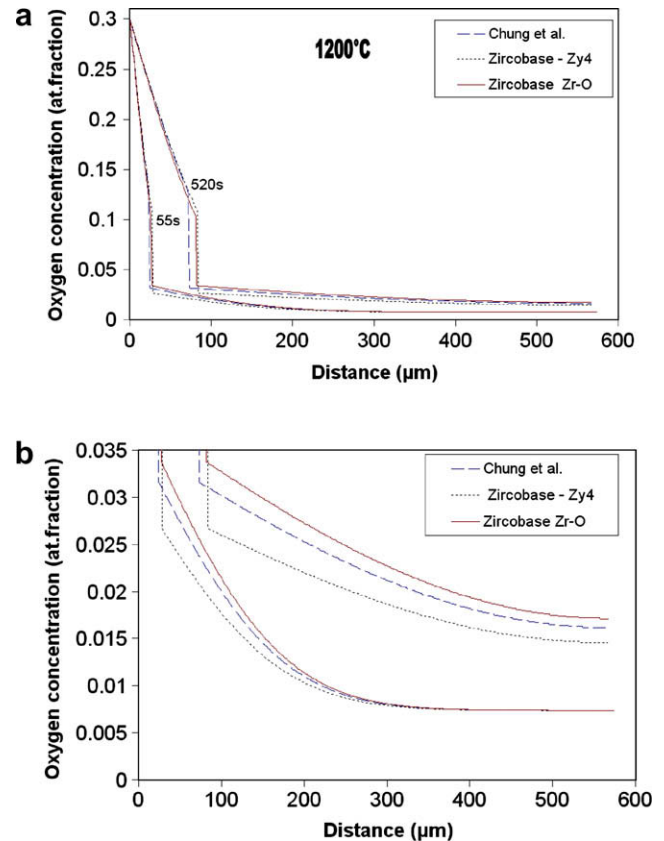 a
1200°C
Chung et al.
Zircobase - Zy4
Zircobase Zr-O
Oxygen concentration (at.fraction)
0.3
0.25
0.2
0.15
0.1
0.05
0
520s
55s
0 100 200 300 400 500 600
Distance (µm)
b
Chung et al.
Zircobase - Zy4
Zircobase Zr-O
Oxygen concentration (at.fraction)
0.035
0.03
0.025
0.02
0.015
0.01
0.005
0
0 100 200 300 400 500 600
Distance (µm)